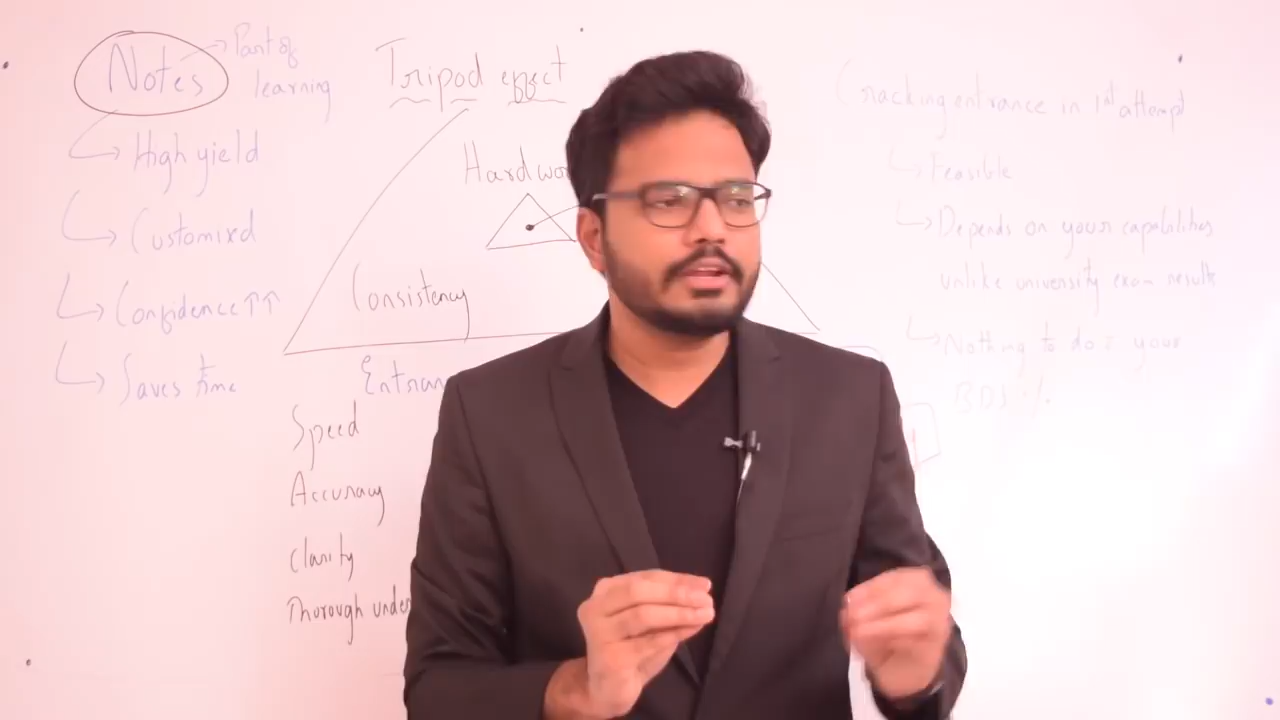 Notes
Part of
learning
High yield
Customized
Confidence ↑↑
Saves time
Tripod effect
Hardwo
Consistency
Entran
Speed
Accuracy
Clarity
Thorough under
Cracking entrance in 1st attempt
Feasible
Depends on your capabilities
unlike university exam results
Nothing to do c your
BDS %